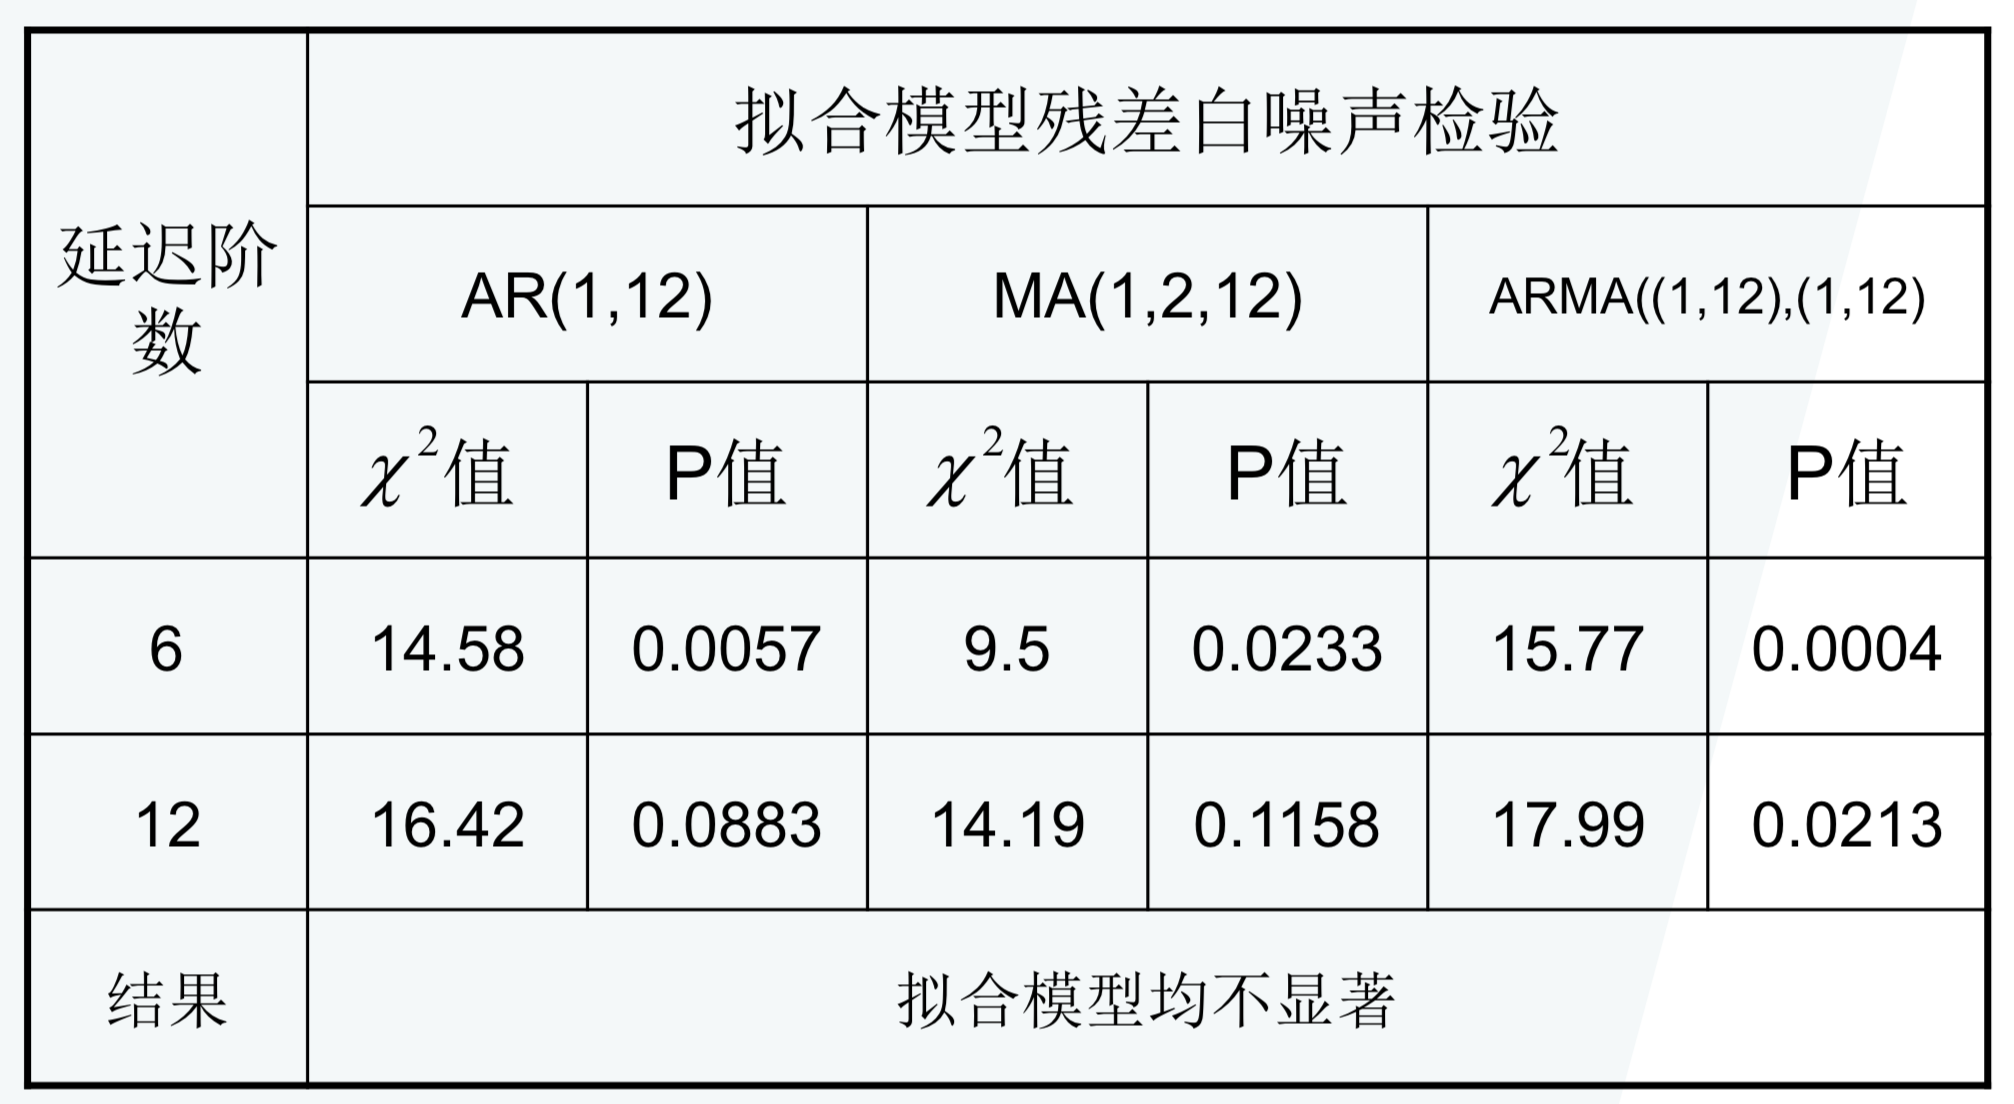 拟合模型残差白噪声检验
延迟阶
数
AR(1,12) MA(1,2,12) ARMA((1,12),(1,12)
χ²值 P值 χ²值 P值 χ²值 P值
6 14.58 0.0057 9.5 0.0233 15.77 0.0004
12 16.42 0.0883 14.19 0.1158 17.99 0.0213
结果 拟合模型均不显著